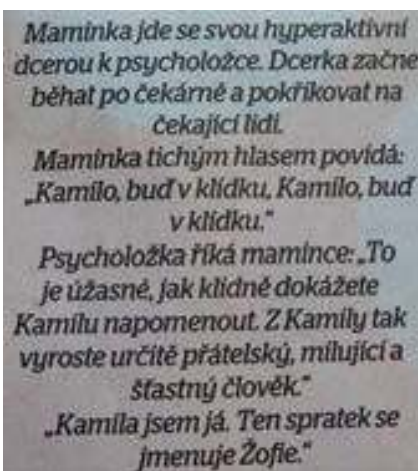 Maminka jde se svou hyperaktivní
dcerou k psycholožce. Dcerka začne
běhat po čekárně a pokřikovat na
čekající lidi.
Maminka tichým hlasem povídá:
„Kamilo, buď v klídku, Kamilo, buď
v klídku."
Psycholožka říká mamince: „To
je úžasné, jak klidně dokážete
Kamilu napomenout. Z Kamily tak
vyroste určitě přátelský, milující a
šťastný člověk."
„Kamila jsem já. Ten spratek se
jmenuje Žofie."